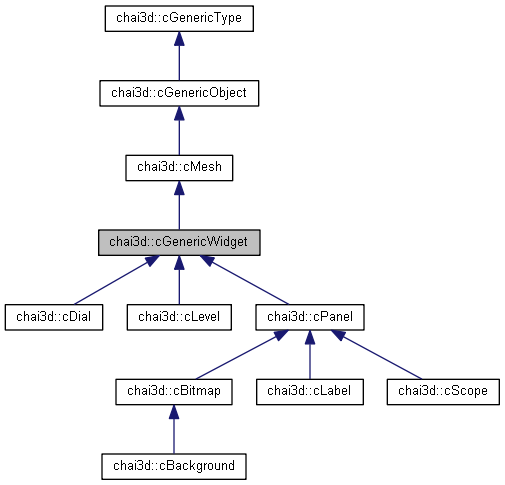 chai3d::cGenericType
chai3d::cGenericObject
chai3d::cMesh
chai3d::cGenericWidget
chai3d::cDial
chai3d::cLevel
chai3d::cPanel
chai3d::cBitmap
chai3d::cLabel
chai3d::cScope
chai3d::cBackground